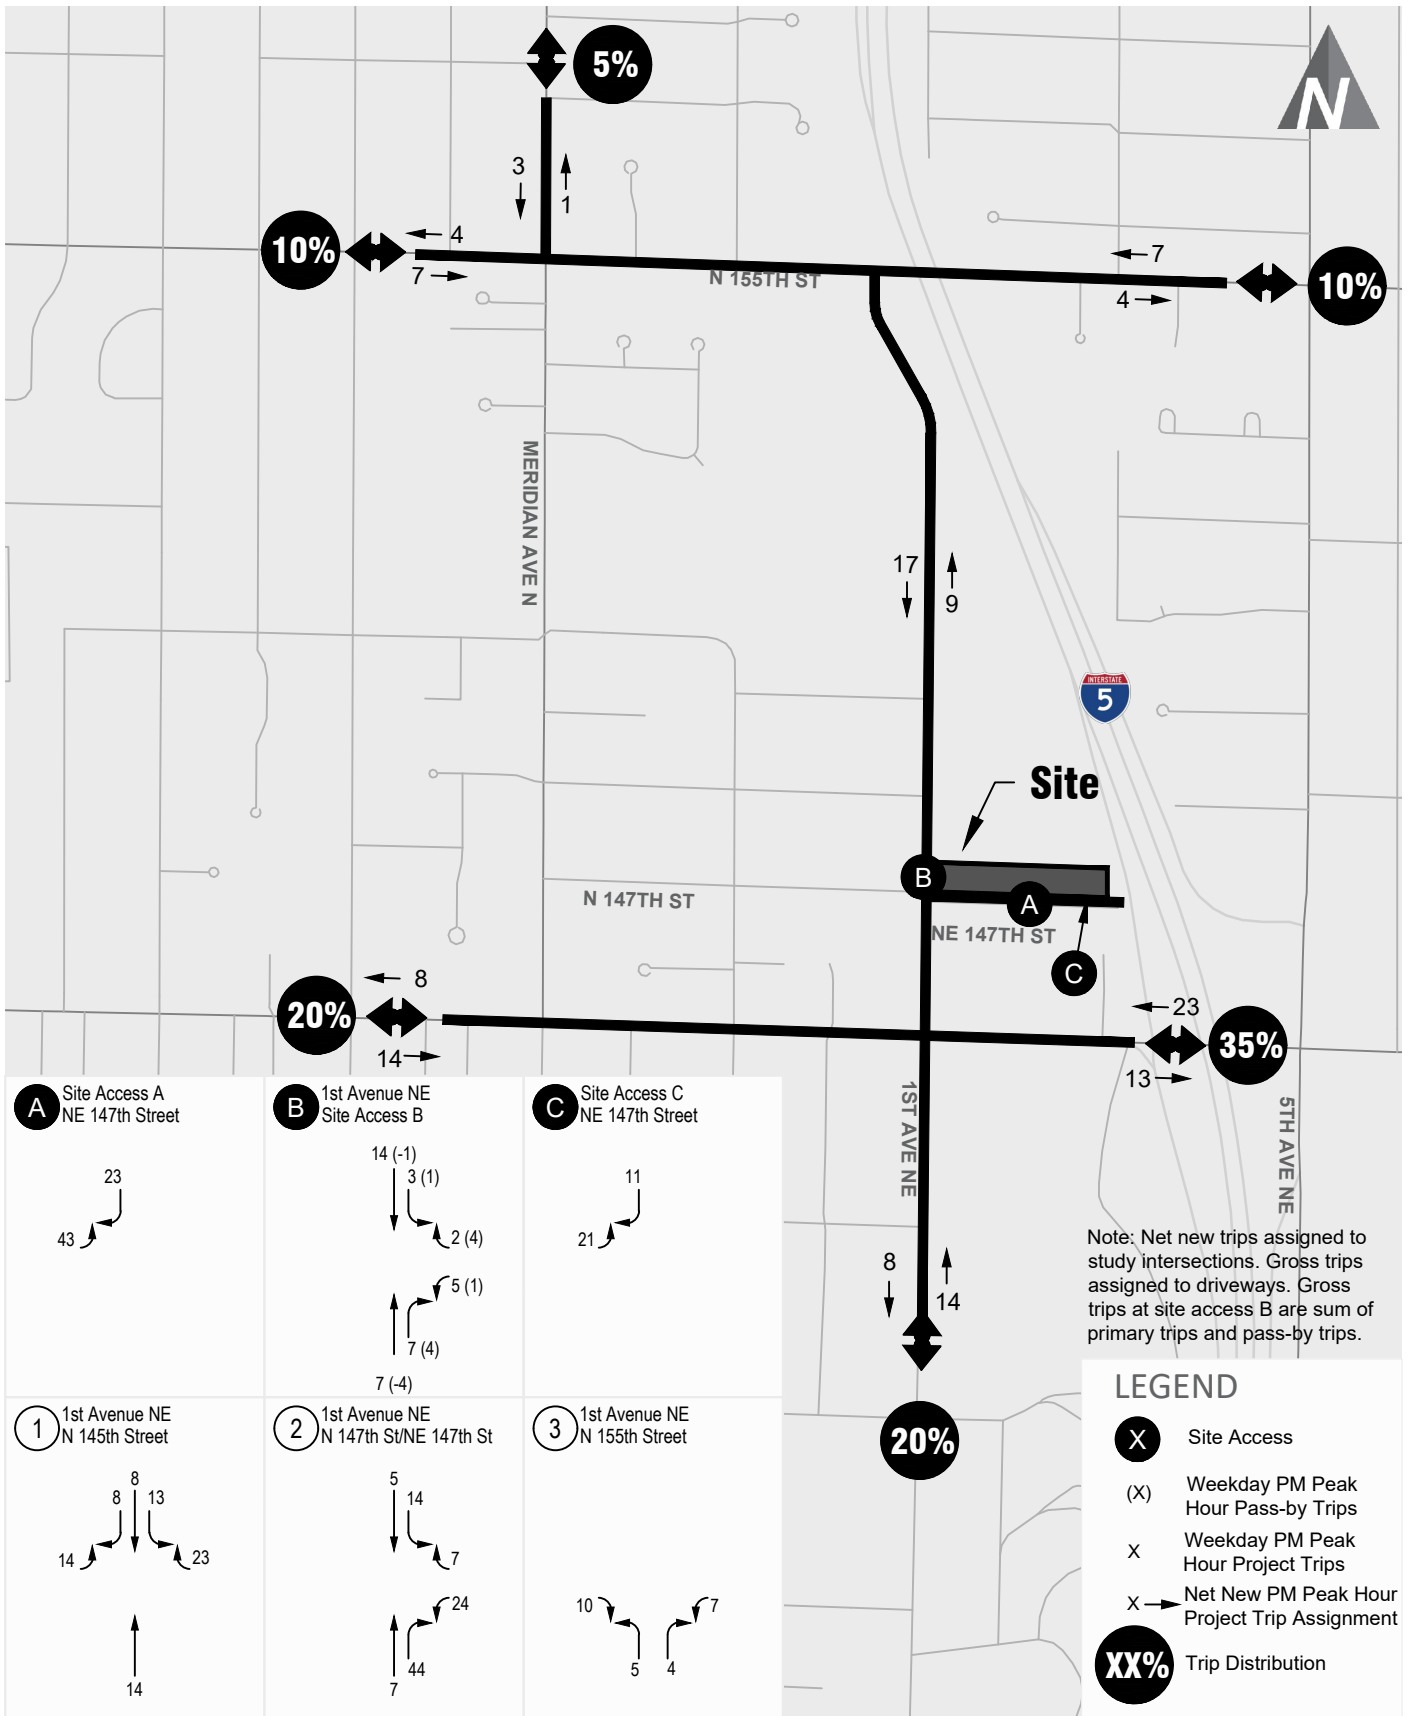 5%
N
3
1
10%
4
7
N 155TH ST
7
4
10%
MERIDIAN AVE N
17
9
INTERSTATE
5
Site
B
A
N 147TH ST
NE 147TH ST
C
8
20%
14
23
35%
13
1ST AVE NE
5TH AVE NE
8
14
20%
Note: Net new trips assigned to
study intersections. Gross trips
assigned to driveways. Gross
trips at site access B are sum of
primary trips and pass-by trips.
A
Site Access A
NE 147th Street
23
43
B
1st Avenue NE
Site Access B
14 (-1)
3 (1)
2 (4)
5 (1)
7 (4)
7 (-4)
C
Site Access C
NE 147th Street
11
21
1
1st Avenue NE
N 145th Street
8
8
13
14
23
14
2
1st Avenue NE
N 147th St/NE 147th St
5
14
7
24
44
7
3
1st Avenue NE
N 155th Street
10
7
5
4
LEGEND
X
Site Access
(X)
Weekday PM Peak
Hour Pass-by Trips
X
Weekday PM Peak
Hour Project Trips
X
Net New PM Peak Hour
Project Trip Assignment
XX%
Trip Distribution